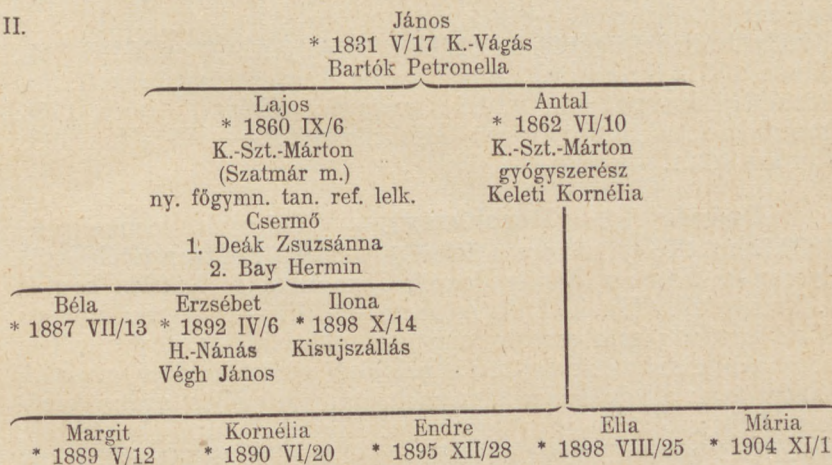 II.
János
* 1831 V/17 K.-Vágás
Bartók Petronella
Lajos
* 1860 IX/6
K.-Szt.-Márton
(Szatmár m.)
ny. főgymn. tan. ref. lelk.
Csermő
1. Deák Zsuzsánna
2. Bay Hermin
Antal
* 1862 VI/10
K.-Szt.-Márton
gyógyszerész
Keleti Kornélia
Béla
* 1887 VII/13
Erzsébet
* 1892 IV/6
H.-Nánás
Végh János
Ilona
* 1898 X/14
Kisujszállás
Margit
* 1889 V/12
Kornélia
* 1890 VI/20
Endre
* 1895 XII/28
Ella
* 1898 VIII/25
Mária
* 1904 XI/1